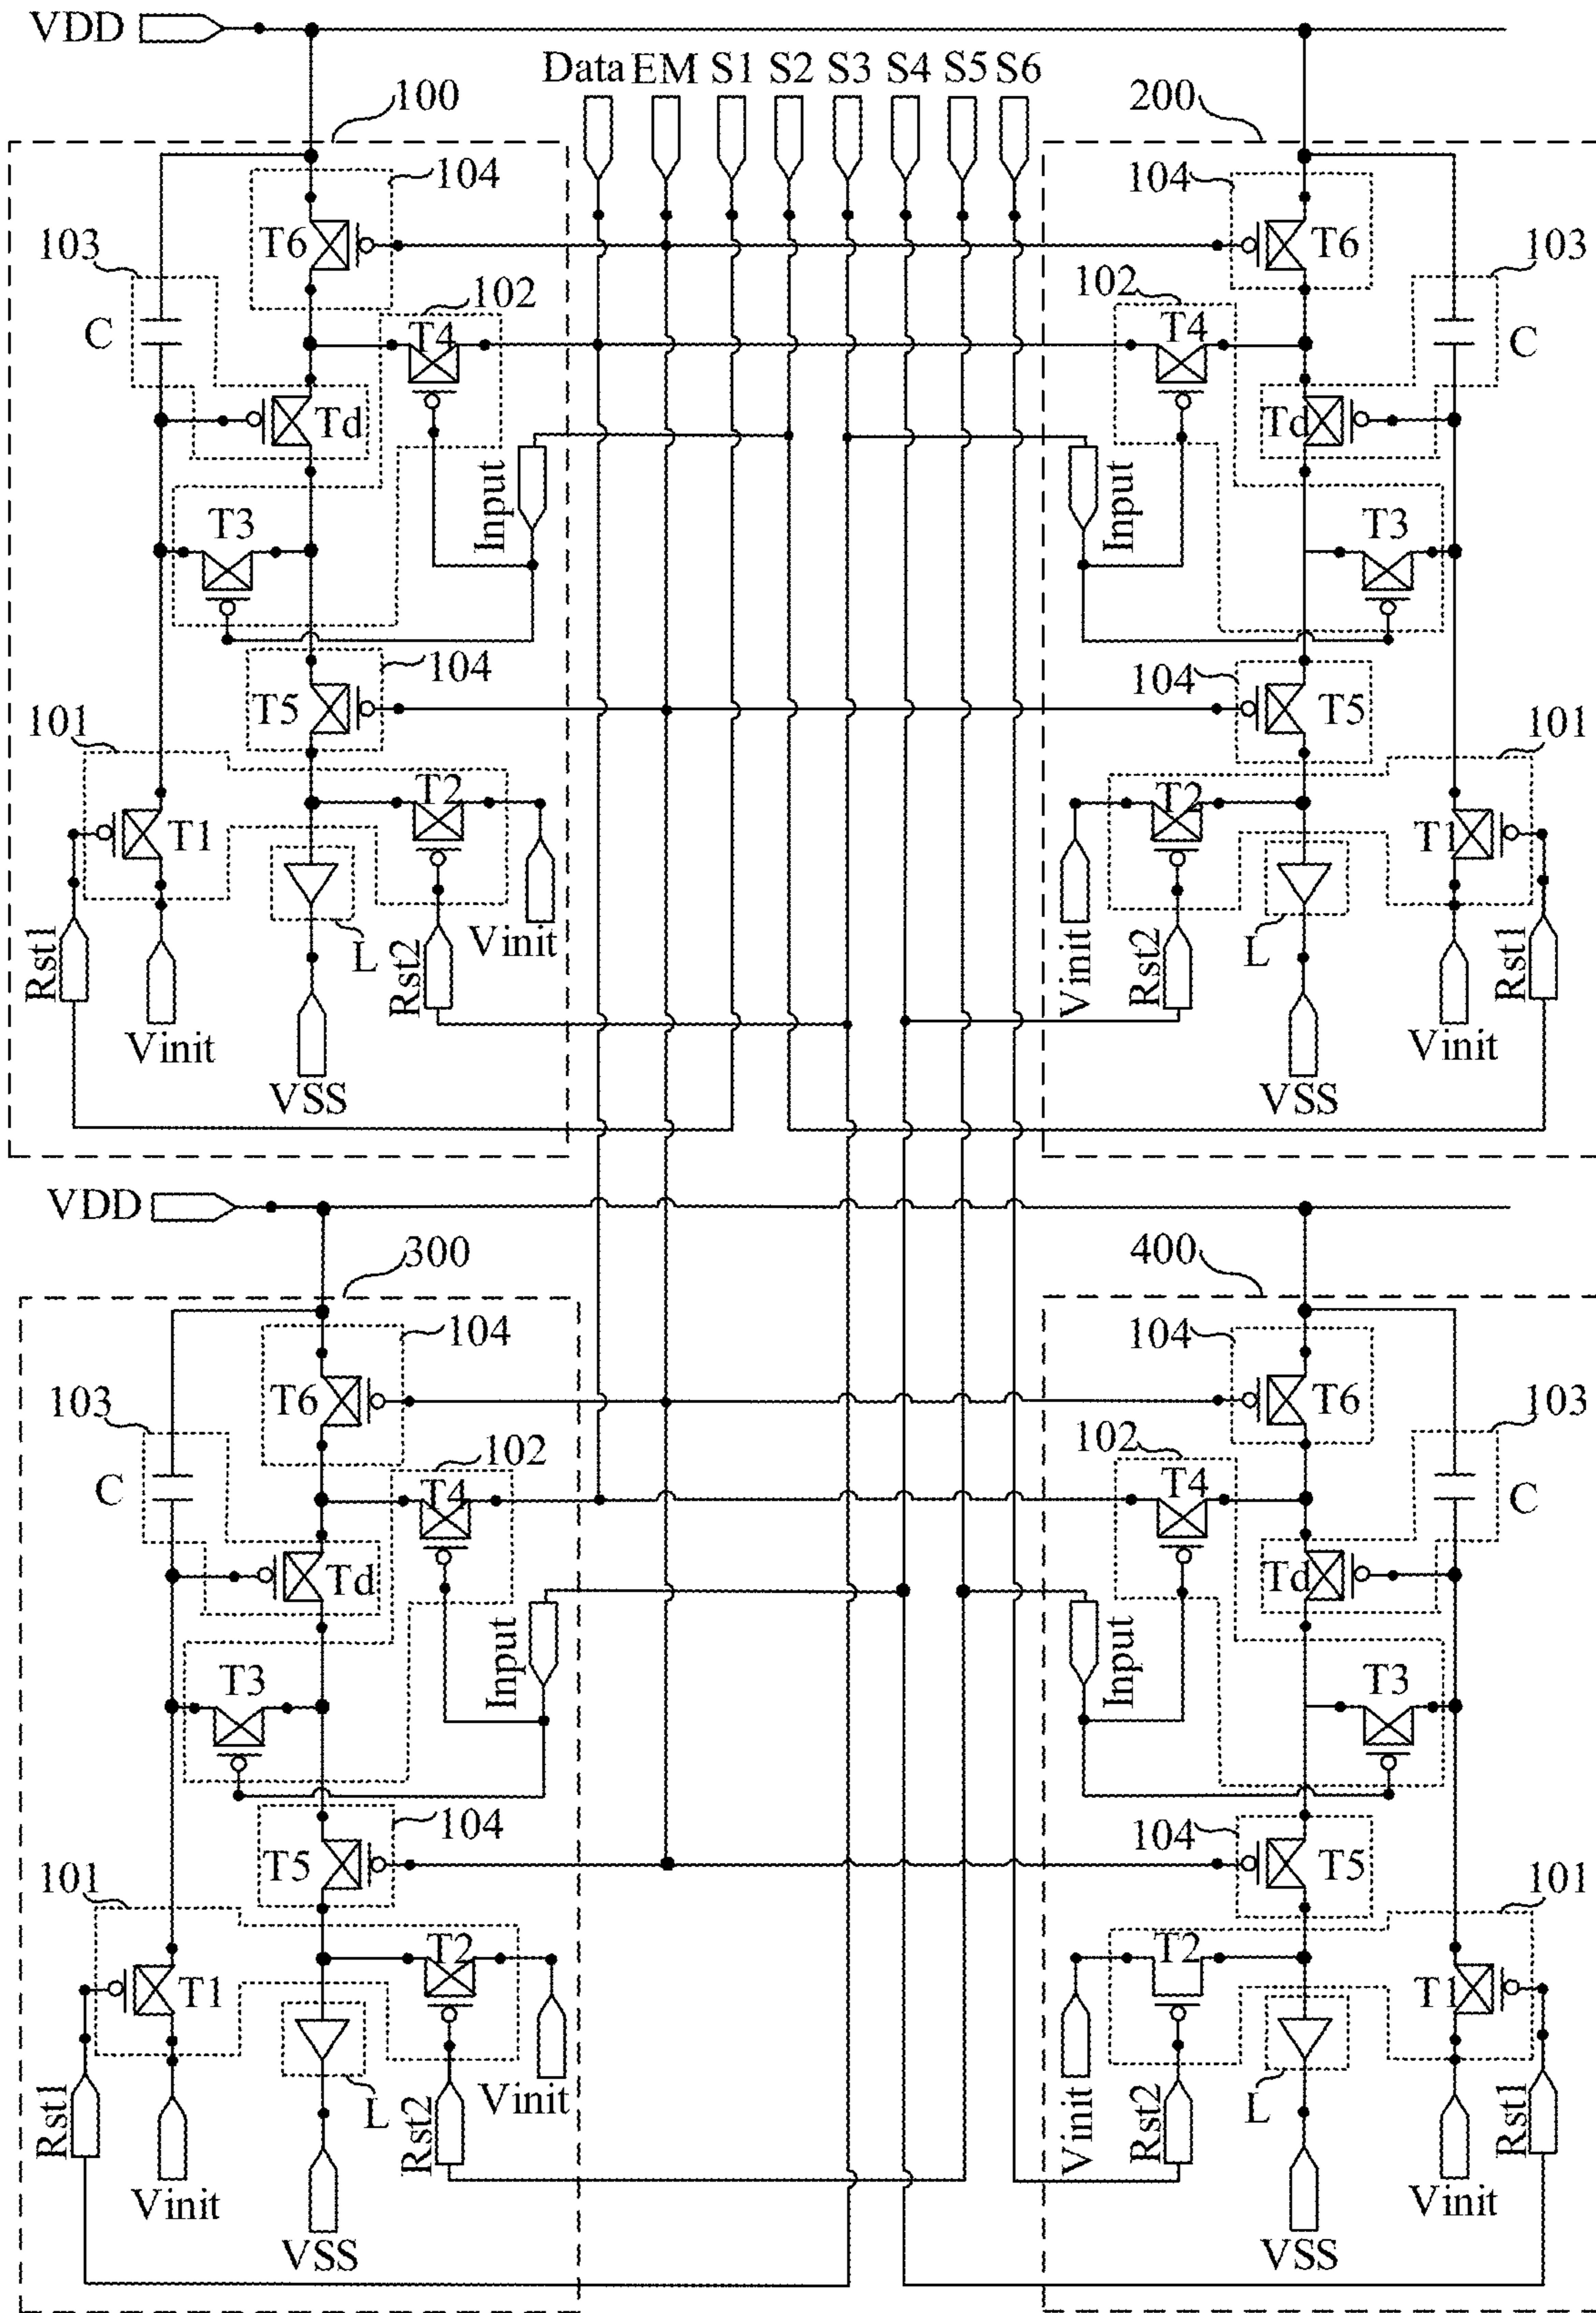 VDD
Data EM S1 S2 S3 S4 S5 S6
100
200
104
104
T6
T6
103
103
102
102
T4
T4
C
C
Td
Td
Input
Input
T3
T3
104
104
T5
T5
101
101
T2
T2
T1
T1
L
L
Rst1
Vinit
VSS
Rst2
Vinit
Vinit
Rst2
VSS
Vinit
Rst1
VDD
300
400
104
104
T6
T6
103
103
102
102
T4
T4
C
C
Td
Td
Input
Input
T3
T3
104
104
T5
T5
101
101
T2
T2
T1
T1
L
L
Rst1
Vinit
VSS
Rst2
Vinit
Vinit
Rst2
VSS
Vinit
Rst1